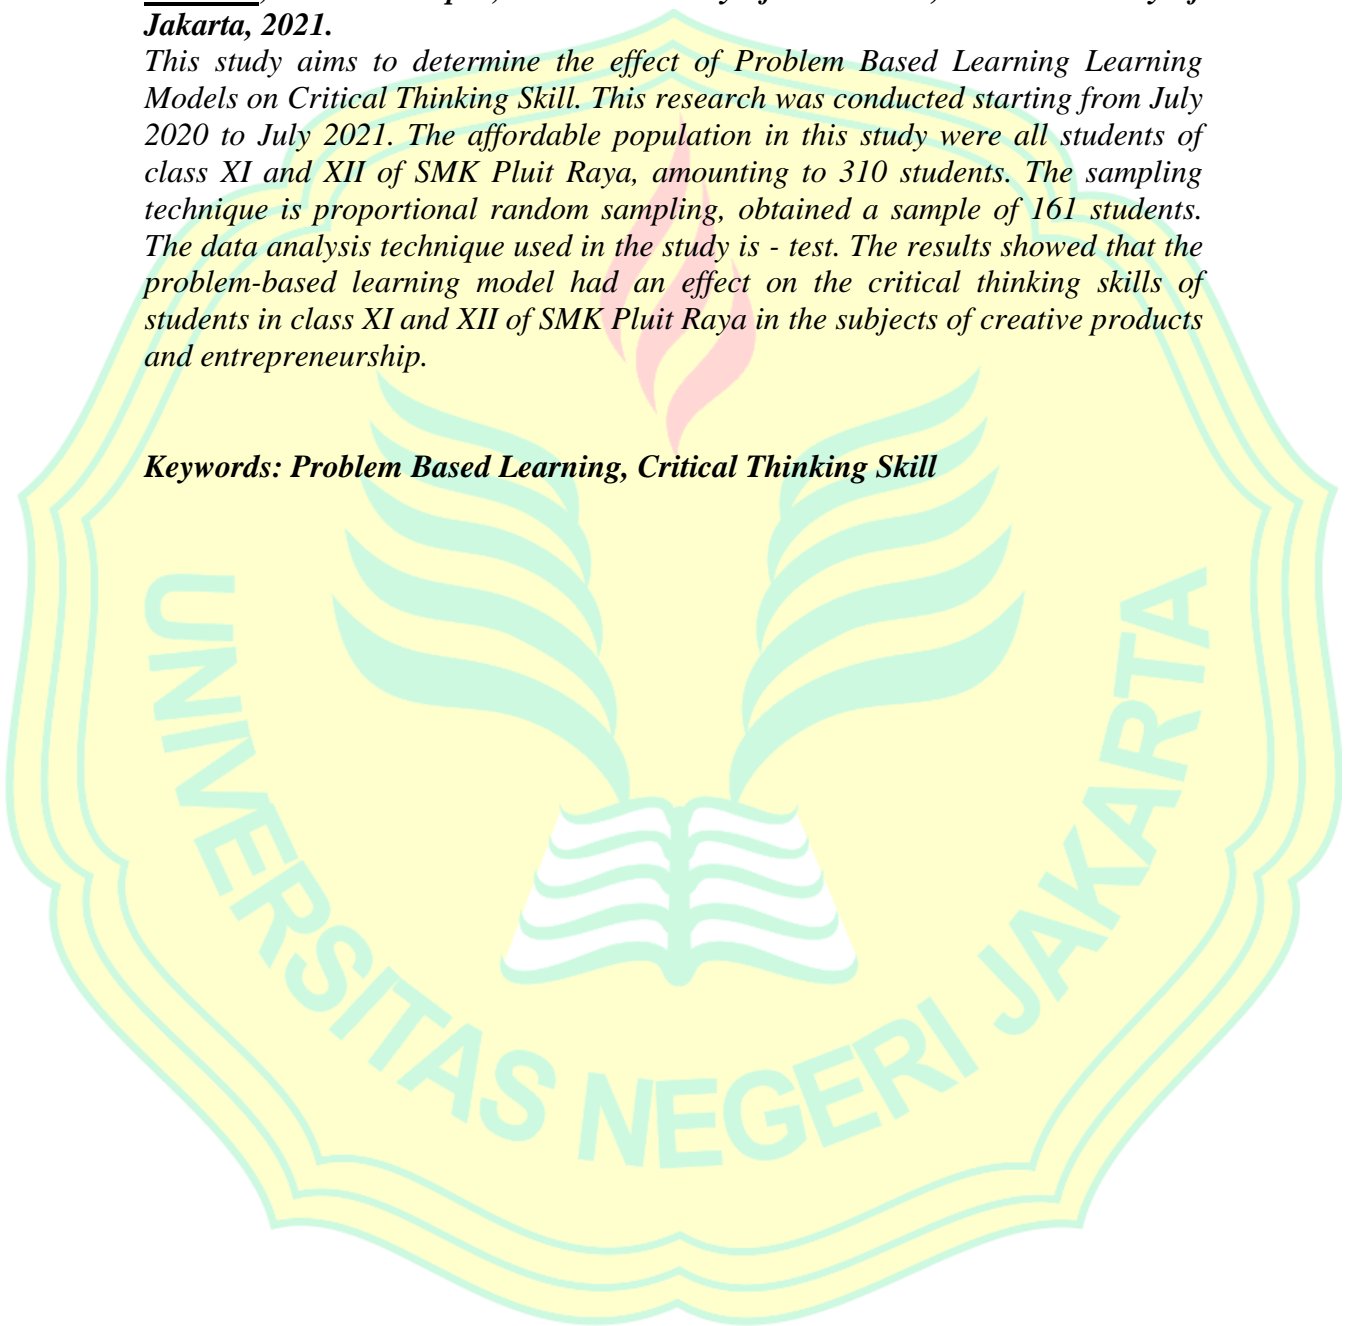 Jakarta, 2021.
This study aims to determine the effect of Problem Based Learning Learning
Models on Critical Thinking Skill. This research was conducted starting from July
2020 to July 2021. The affordable population in this study were all students of
class XI and XII of SMK Pluit Raya, amounting to 310 students. The sampling
technique is proportional random sampling, obtained a sample of 161 students.
The data analysis technique used in the study is - test. The results showed that the
problem-based learning model had an effect on the critical thinking skills of
students in class XI and XII of SMK Pluit Raya in the subjects of creative products
and entrepreneurship.
Keywords: Problem Based Learning, Critical Thinking Skill
UNIVERSITAS NEGERI JAKARTA